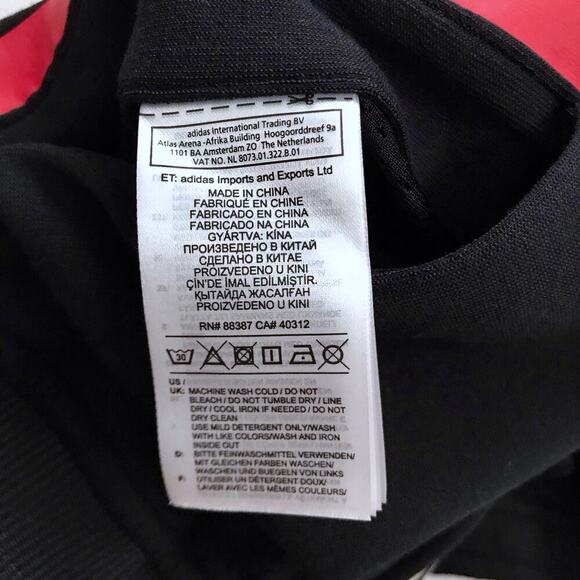 adidas International Trading BV
Atlas Arena -Afrika Building Hoogoorddreef 9a
1101 BA Amsterdam ZO The Netherlands
VAT NO. NL 8073.01.322.B.01
ET: adidas Imports and Exports Ltd
MADE IN CHINA
FABRIQUÉ EN CHINE
FABRICADO EN CHINA
FABRICADO NA CHINA
GYÁRTVA: KÍNA
ПРОИЗВЕДЕНО В КИТАЙ
СДЕЛАНО В КИТАЕ
PROIZVEDENO U KINI
ÇİN'DE İMAL EDİLMİŞTİR.
ҚЫТАЙДА ЖАСАЛҒАН
PROIZVEDENO U KINI
RN# 88387 CA# 40312
30
US /
UK: MACHINE WASH COLD / DO NOT
BLEACH / DO NOT TUMBLE DRY / LINE
DRY / COOL IRON IF NEEDED / DO NOT
DRY CLEAN
USE MILD DETERGENT ONLY/WASH
WITH LIKE COLORS/WASH AND IRON
INSIDE OUT
D: BITTE FEINWASCHMITTEL VERWENDEN/
MIT GLEICHEN FARBEN WASCHEN/
WASCHEN UND BUEGELN VON LINKS
F: UTILISER UN DÉTERGENT DOUX/
LAVER AVEC LES MÊMES COULEURS/